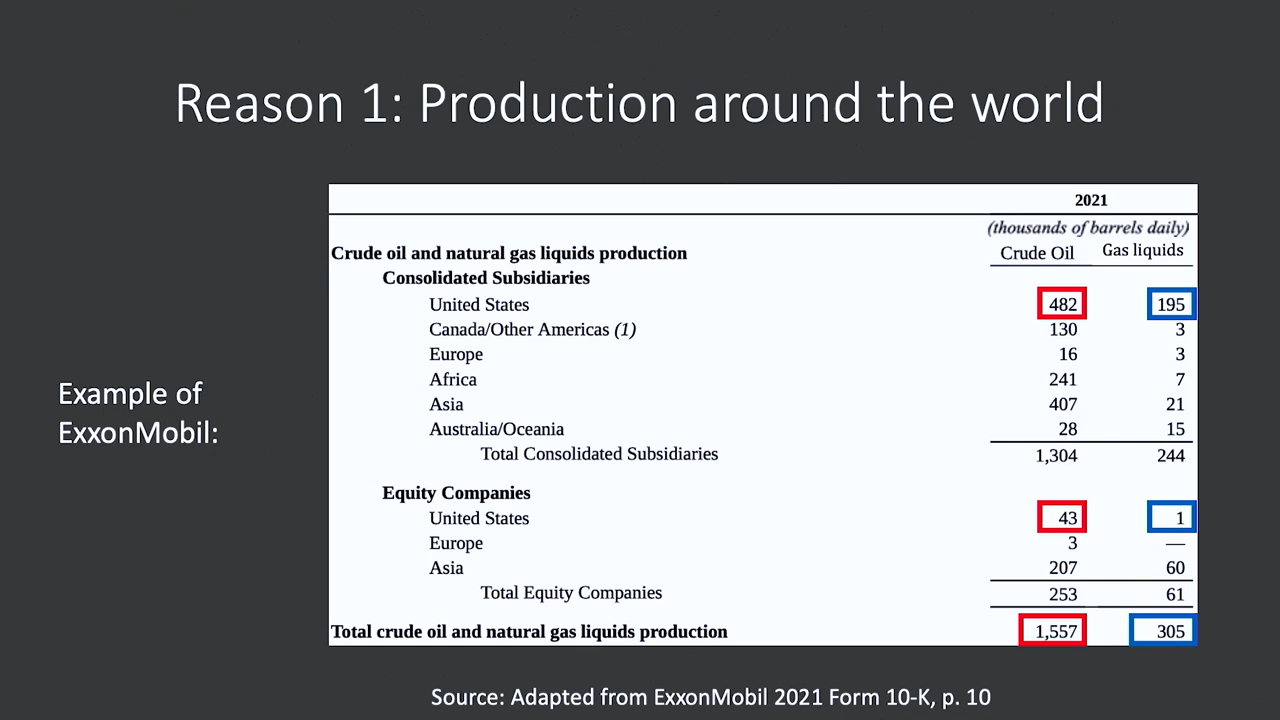 Reason 1: Production around the world
2021
(thousands of barrels daily)
Crude oil and natural gas liquids production Crude Oil Gas liquids
Consolidated Subsidiaries
United States 482 195
Canada/Other Americas (1) 130 3
Europe 16 3
Africa 241 7
Asia 407 21
Australia/Oceania 28 15
Total Consolidated Subsidiaries 1,304 244
Equity Companies
United States 43 1
Europe 3 —
Asia 207 60
Total Equity Companies 253 61
Total crude oil and natural gas liquids production 1,557 305
Example of
ExxonMobil:
Source: Adapted from ExxonMobil 2021 Form 10-K, p. 10